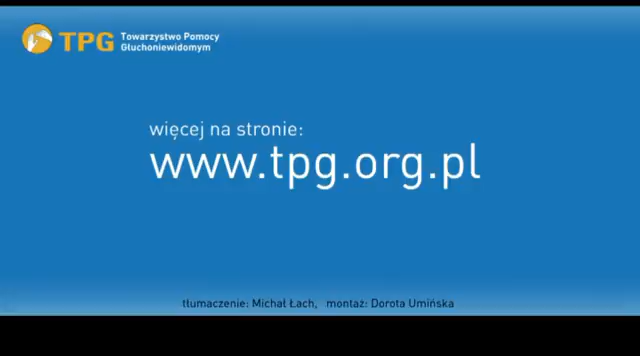 TPG
Towarzystwo Pomocy
Głuchoniewidomym
więcej na stronie:
www.tpg.org.pl
tłumaczenie: Michał Łach, montaż: Dorota Umińska